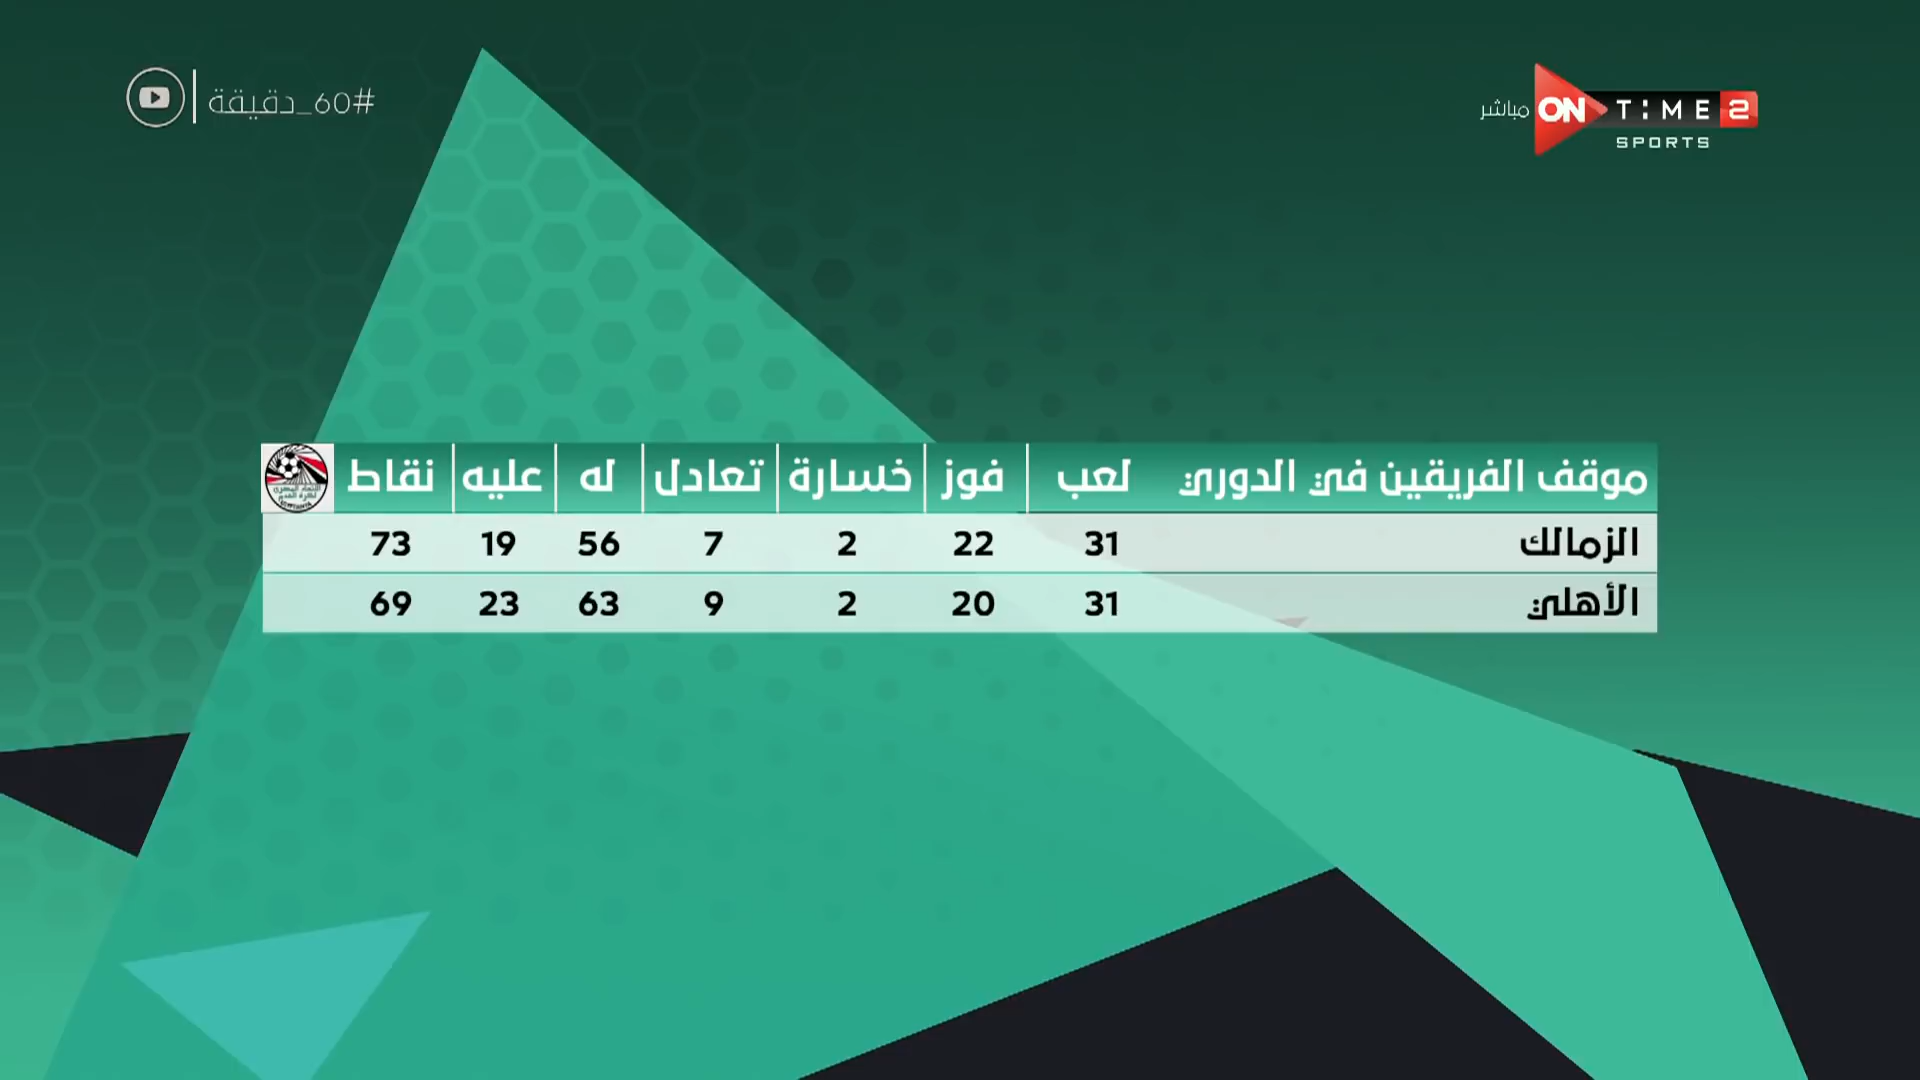 #60_دقيقة
مباشر ON TIME 2
SPORTS
موقف الفريقين في الدوري لعب فوز خسارة تعادل له عليه نقاط
الزمالك 31 22 2 7 56 19 73
الأهلي 31 20 2 9 63 23 69